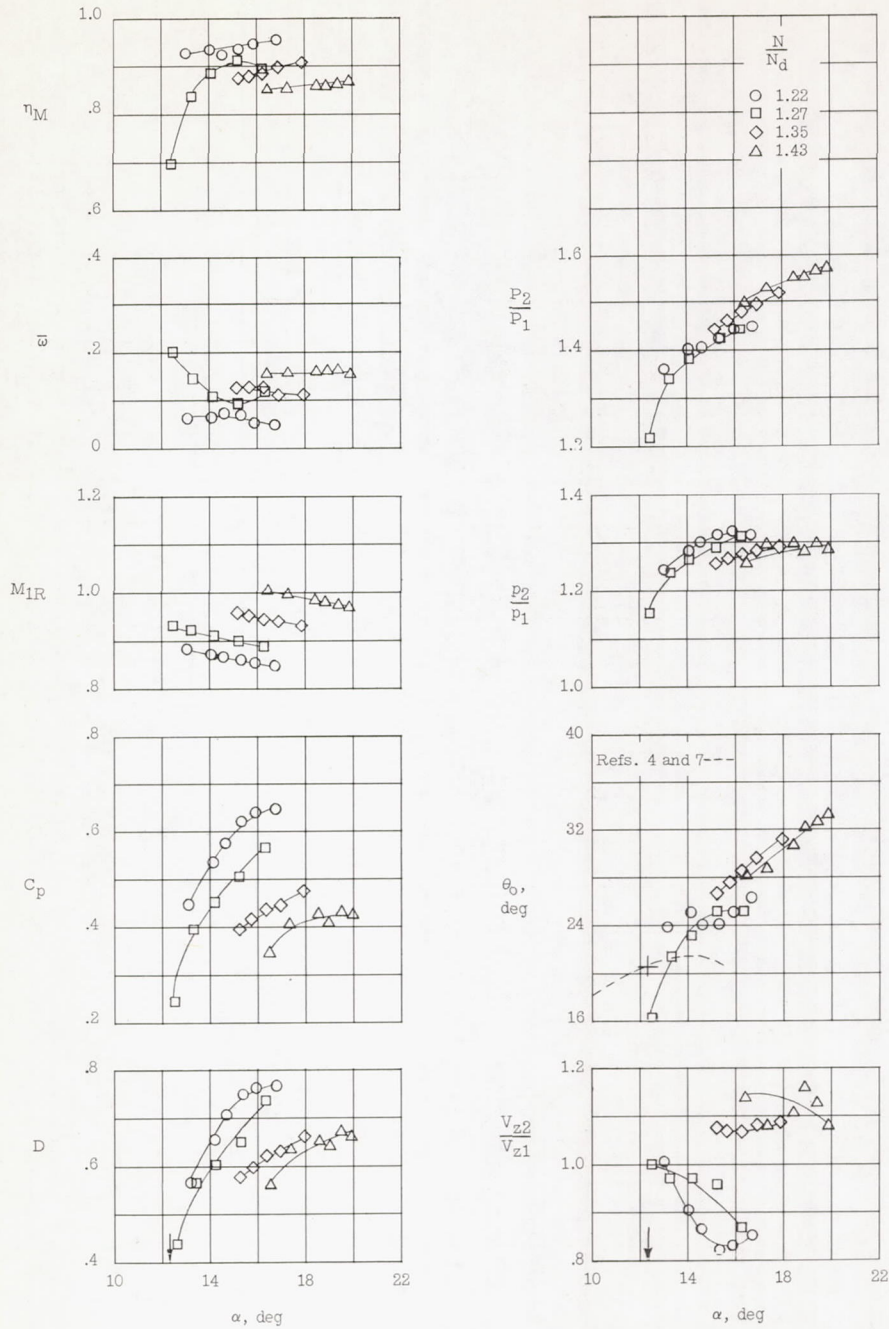 1.0
η_M
.8
.6
.4
ω̄
.2
0
1.2
M_1R
1.0
.8
.8
.6
C_p
.4
.2
.8
D
.6
.4
10 14 18 22
α, deg
N/N_d
○ 1.22
□ 1.27
◇ 1.35
△ 1.43
1.6
P_2/P_1
1.4
1.2
1.4
p_2/p_1
1.2
1.0
40
Refs. 4 and 7---
32
θ_o,
deg
24
16
1.2
V_z2/V_z1
1.0
.8
10 14 18 22
α, deg